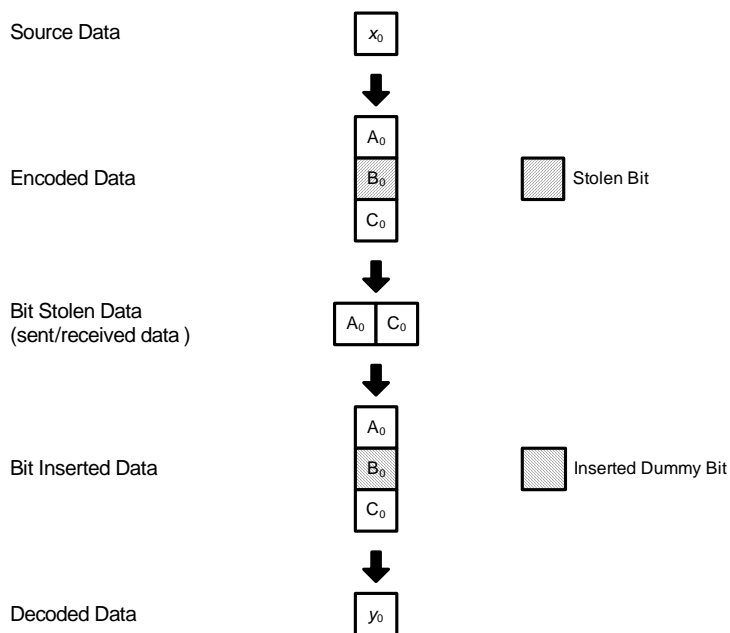 Source Data
x₀
A₀
Encoded Data
B₀
Stolen Bit
C₀
Bit Stolen Data
(sent/received data )
A₀ C₀
A₀
Bit Inserted Data
B₀
Inserted Dummy Bit
C₀
Decoded Data
y₀